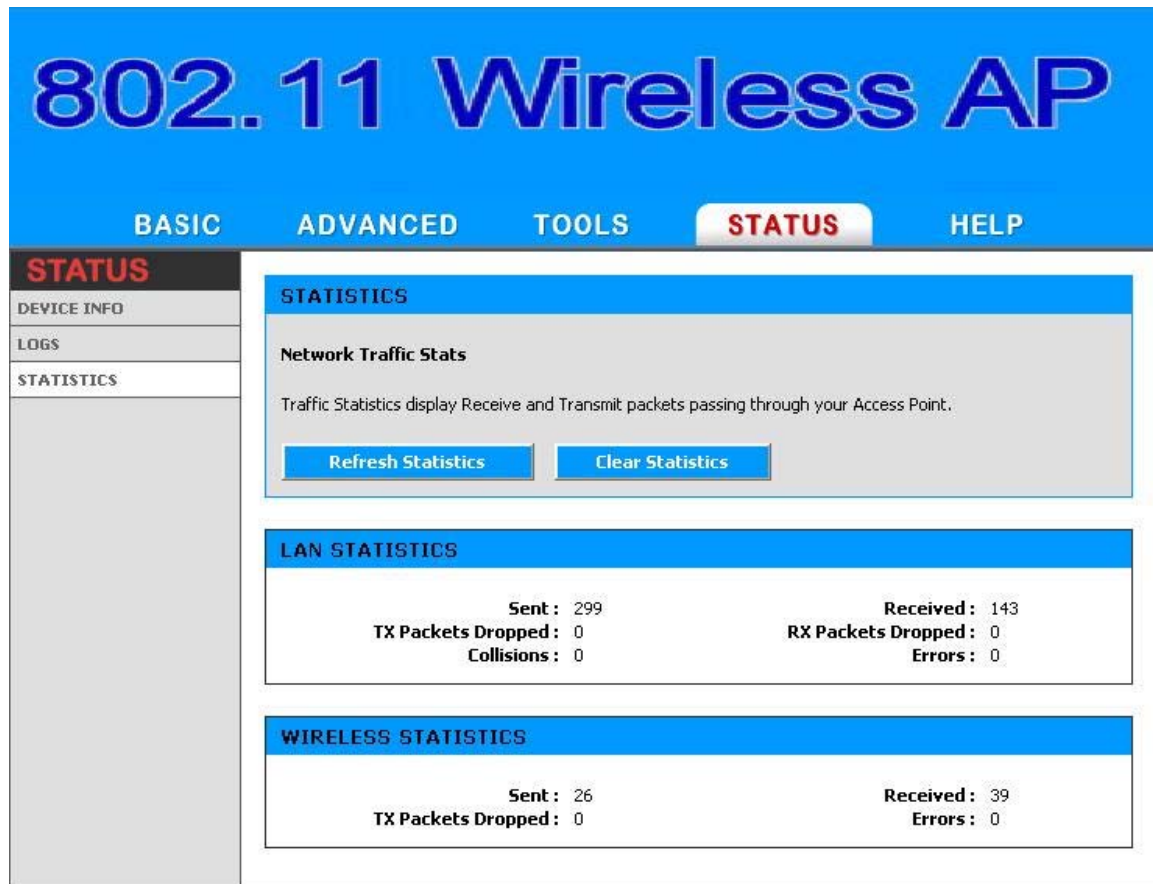 802.11 Wireless AP
BASIC ADVANCED TOOLS STATUS HELP
STATUS
DEVICE INFO
LOGS
STATISTICS
STATISTICS
Network Traffic Stats
Traffic Statistics display Receive and Transmit packets passing through your Access Point.
Refresh Statistics Clear Statistics
LAN STATISTICS
Sent : 299 Received : 143
TX Packets Dropped : 0 RX Packets Dropped : 0
Collisions : 0 Errors : 0
WIRELESS STATISTICS
Sent : 26 Received : 39
TX Packets Dropped : 0 Errors : 0